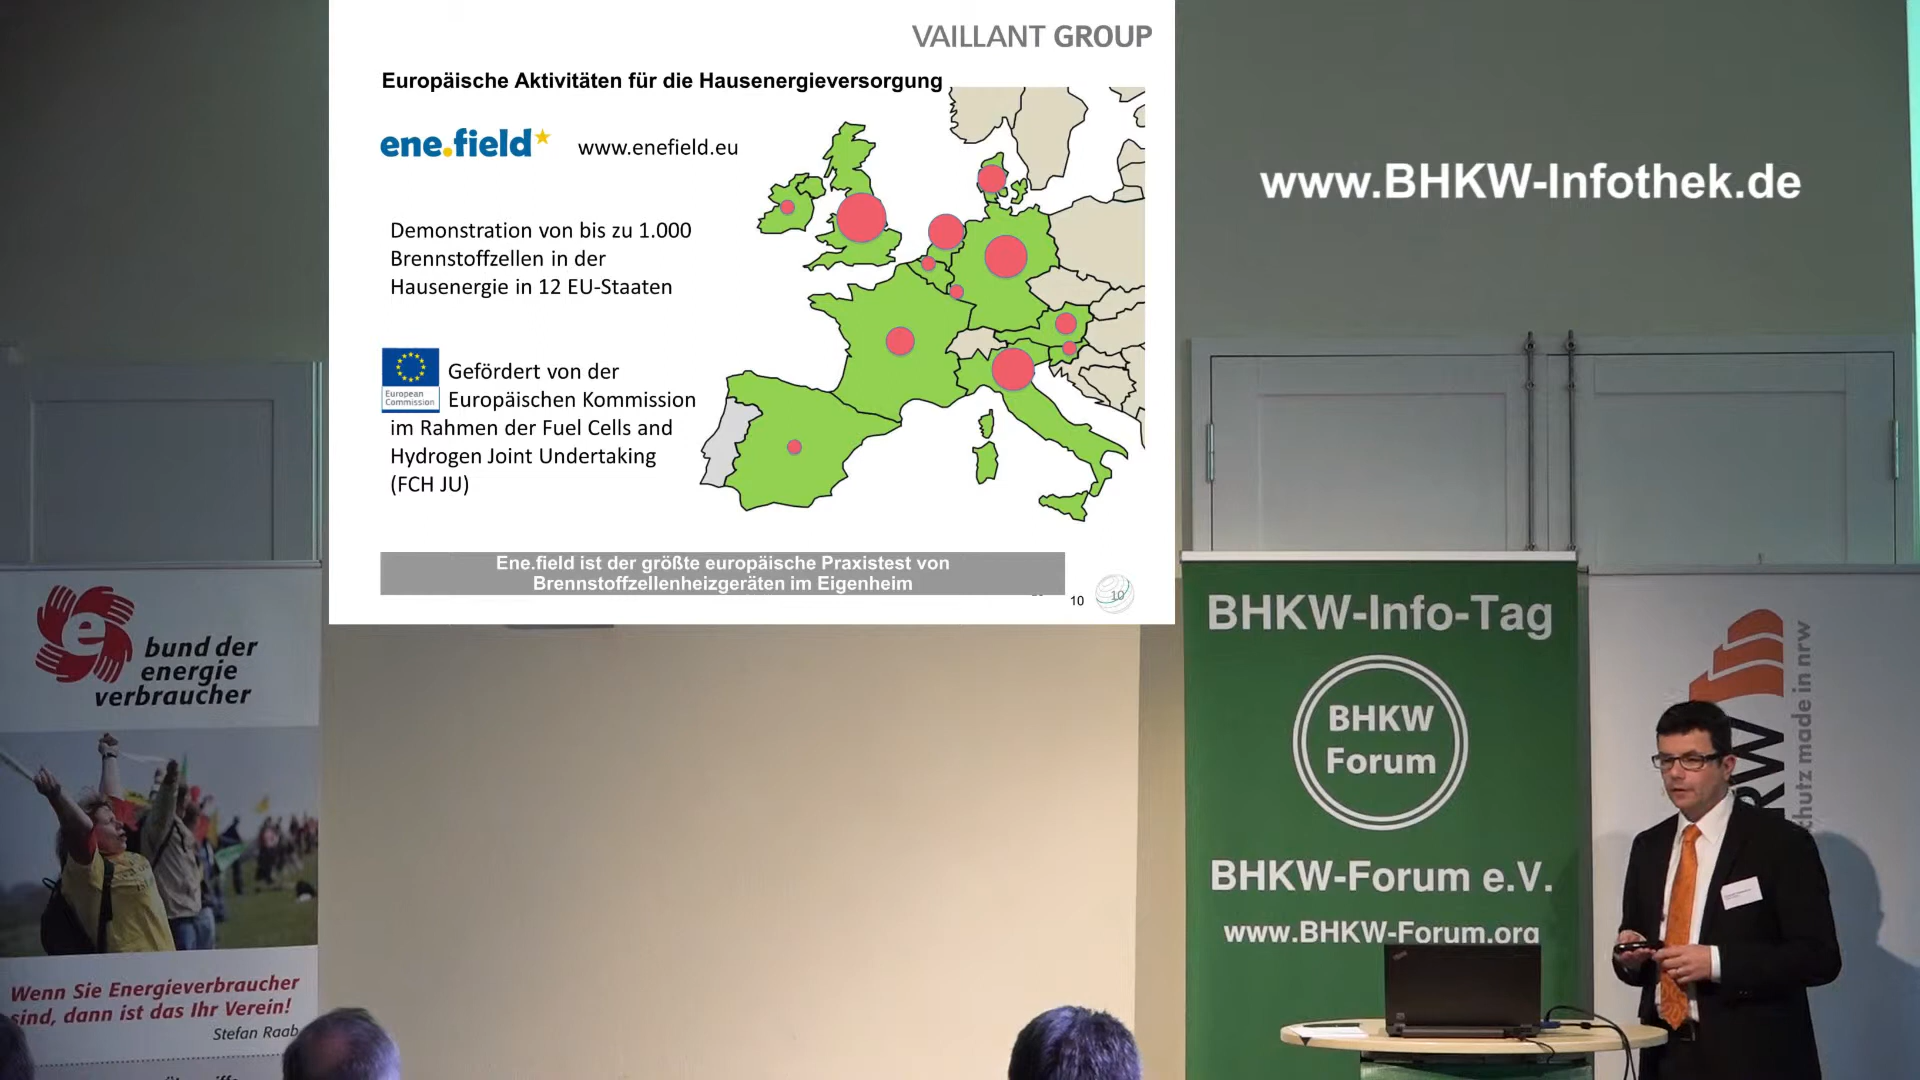 VAILLANT GROUP
Europäische Aktivitäten für die Hausenergieversorgung
ene.field
www.enefield.eu
Demonstration von bis zu 1.000
Brennstoffzellen in der
Hausenergie in 12 EU-Staaten
European
Commission
Gefördert von der
Europäischen Kommission
im Rahmen der Fuel Cells and
Hydrogen Joint Undertaking
(FCH JU)
Ene.field ist der größte europäische Praxistest von
Brennstoffzellenheizgeräten im Eigenheim
10
10
www.BHKW-Infothek.de
e
bund der
energie
verbraucher
Wenn Sie Energieverbraucher
sind, dann ist das Ihr Verein!
Stefan Raab
BHKW-Info-Tag
BHKW
Forum
BHKW-Forum e.V.
www.BHKW-Forum.org
RW
chutz made in nrw